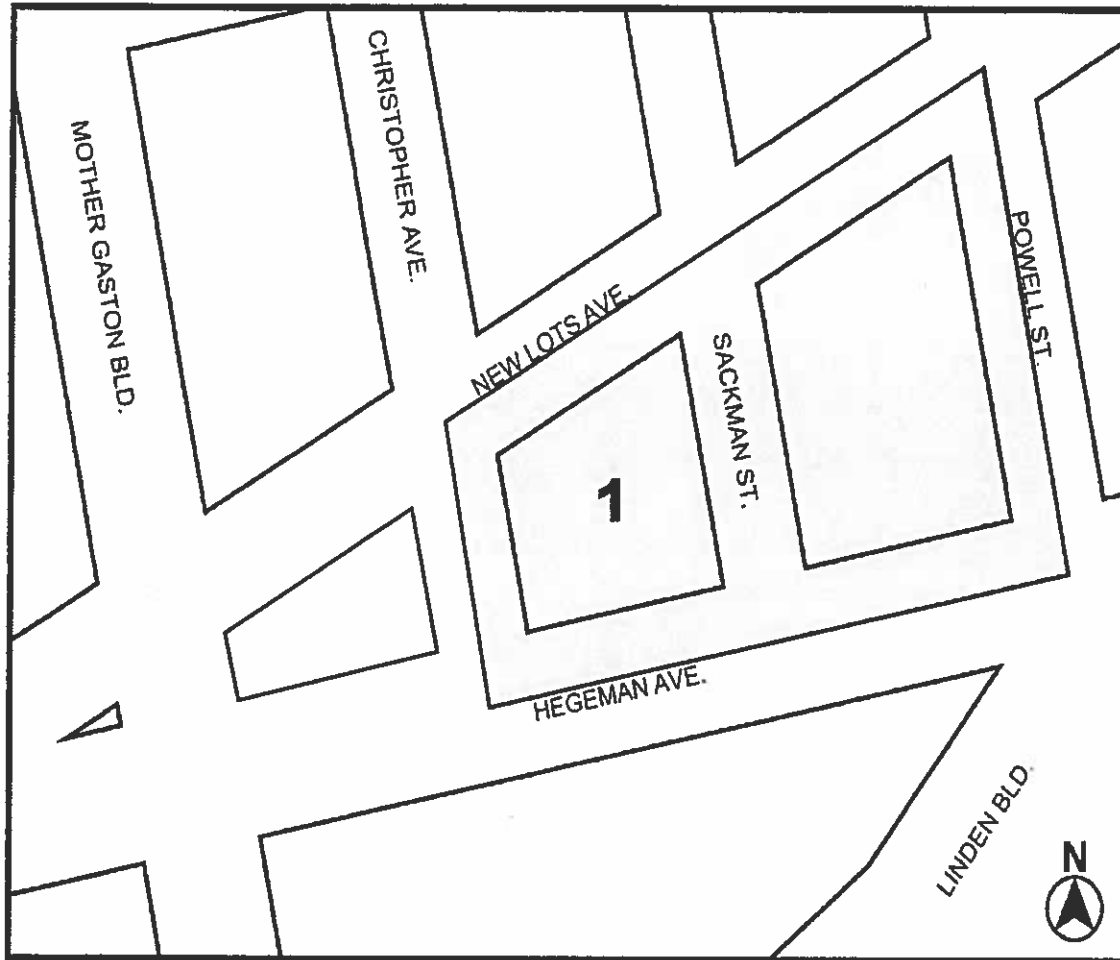 CHRISTOPHER AVE.
MOTHER GASTON BLD.
POWELL ST.
NEW LOTS AVE.
SACKMAN ST.
1
HEGEMAN AVE.
LINDEN BLD.
N